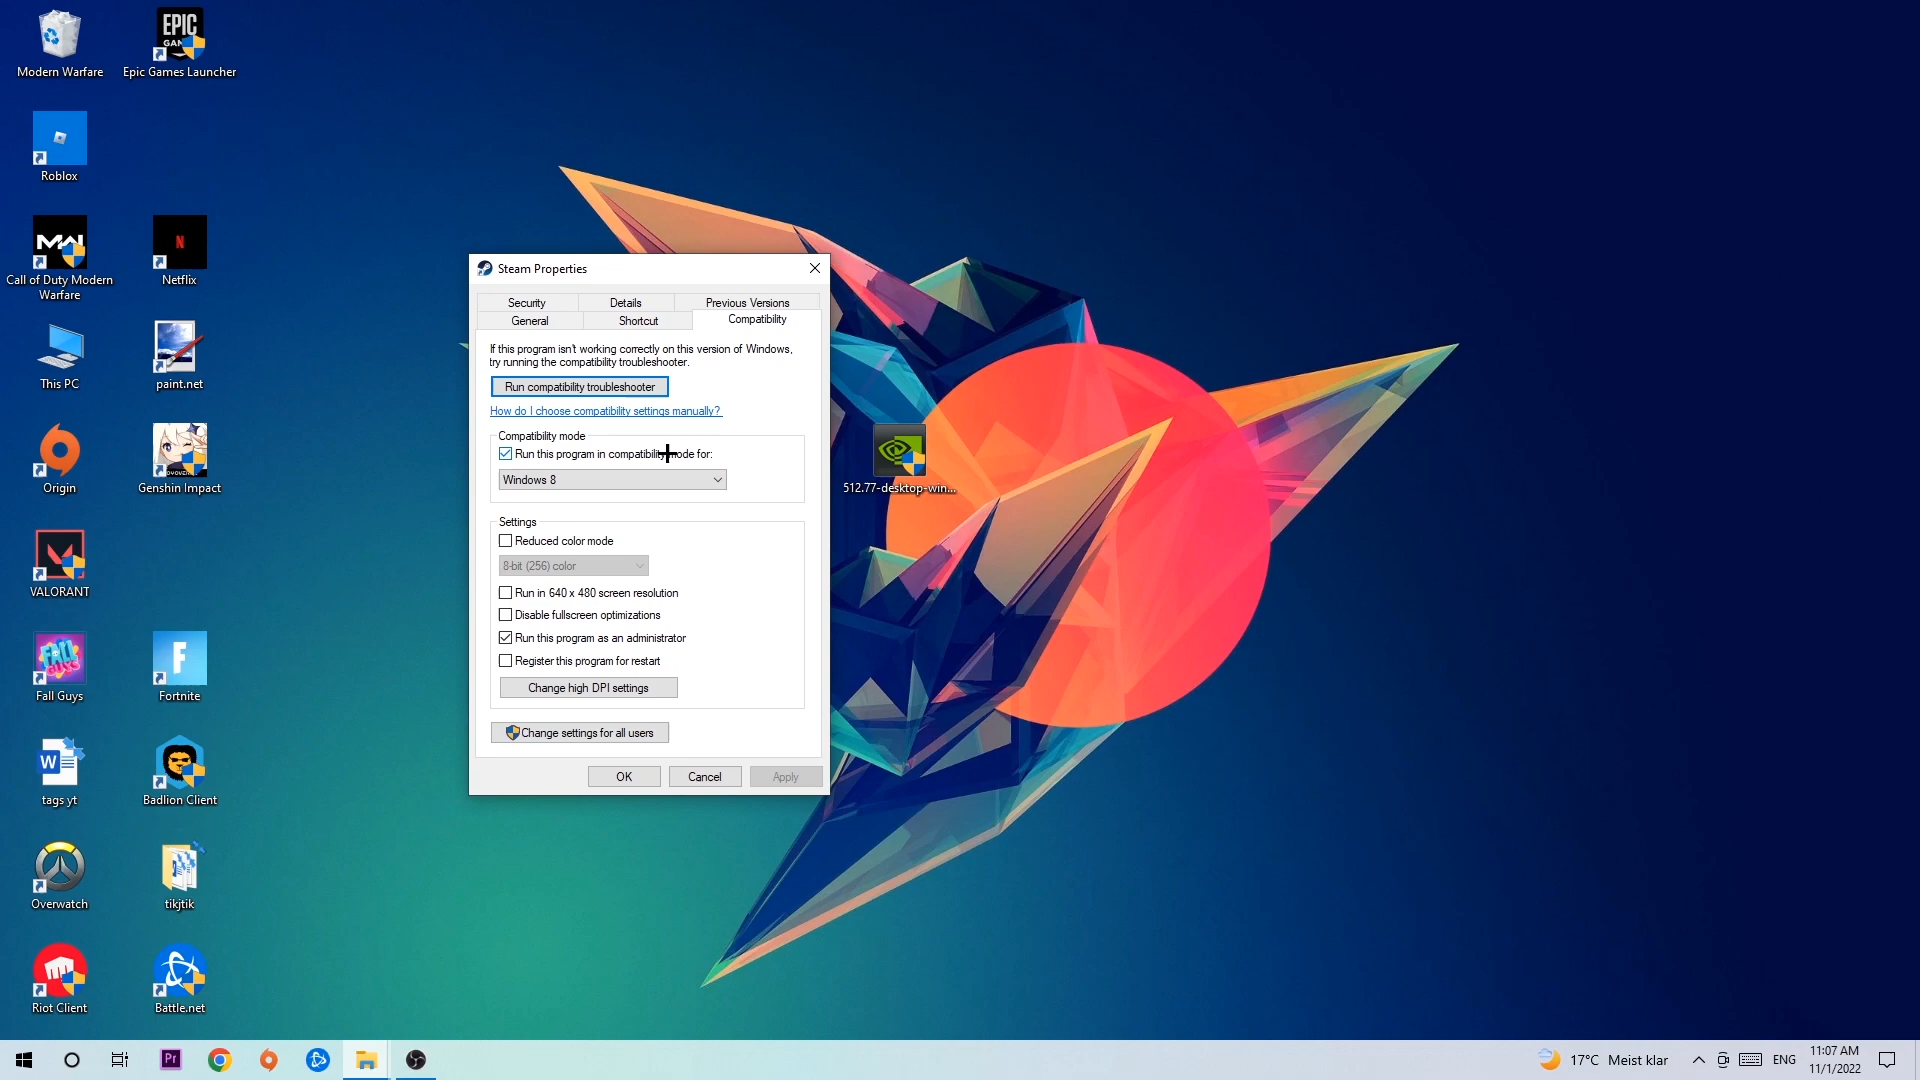 Modern Warfare
EPIC
GAMES
Epic Games Launcher
Roblox
MW
Call of Duty Modern
Warfare
N
Netflix
This PC
paint.net
Origin
Genshin Impact
VALORANT
FALL
Fall Guys
F
Fortnite
W
tags yt
Badlion Client
Overwatch
tikjtik
Riot Client
Battle.net
512.77-desktop-win...
Steam Properties
Security
Details
Previous Versions
General
Shortcut
Compatibility
If this program isn't working correctly on this version of Windows,
try running the compatibility troubleshooter.
Run compatibility troubleshooter
How do I choose compatibility settings manually?
Compatibility mode
Run this program in compatibility mode for:
Windows 8
Settings
Reduced color mode
8-bit (256) color
Run in 640 x 480 screen resolution
Disable fullscreen optimizations
Run this program as an administrator
Register this program for restart
Change high DPI settings
Change settings for all users
OK
Cancel
Apply
Pr
17°C Meist klar
ENG
11:07 AM
11/1/2022